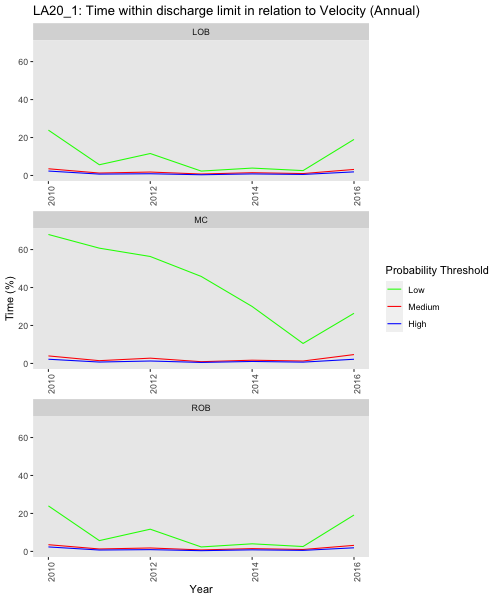 LA20_1: Time within discharge limit in relation to Velocity (Annual)
LOB
60
40
20
0
2010
2012
2014
2016
MC
60
40
20
0
2010
2012
2014
2016
ROB
60
40
20
0
2010
2012
2014
2016
Time (%)
Year
Probability Threshold
Low
Medium
High